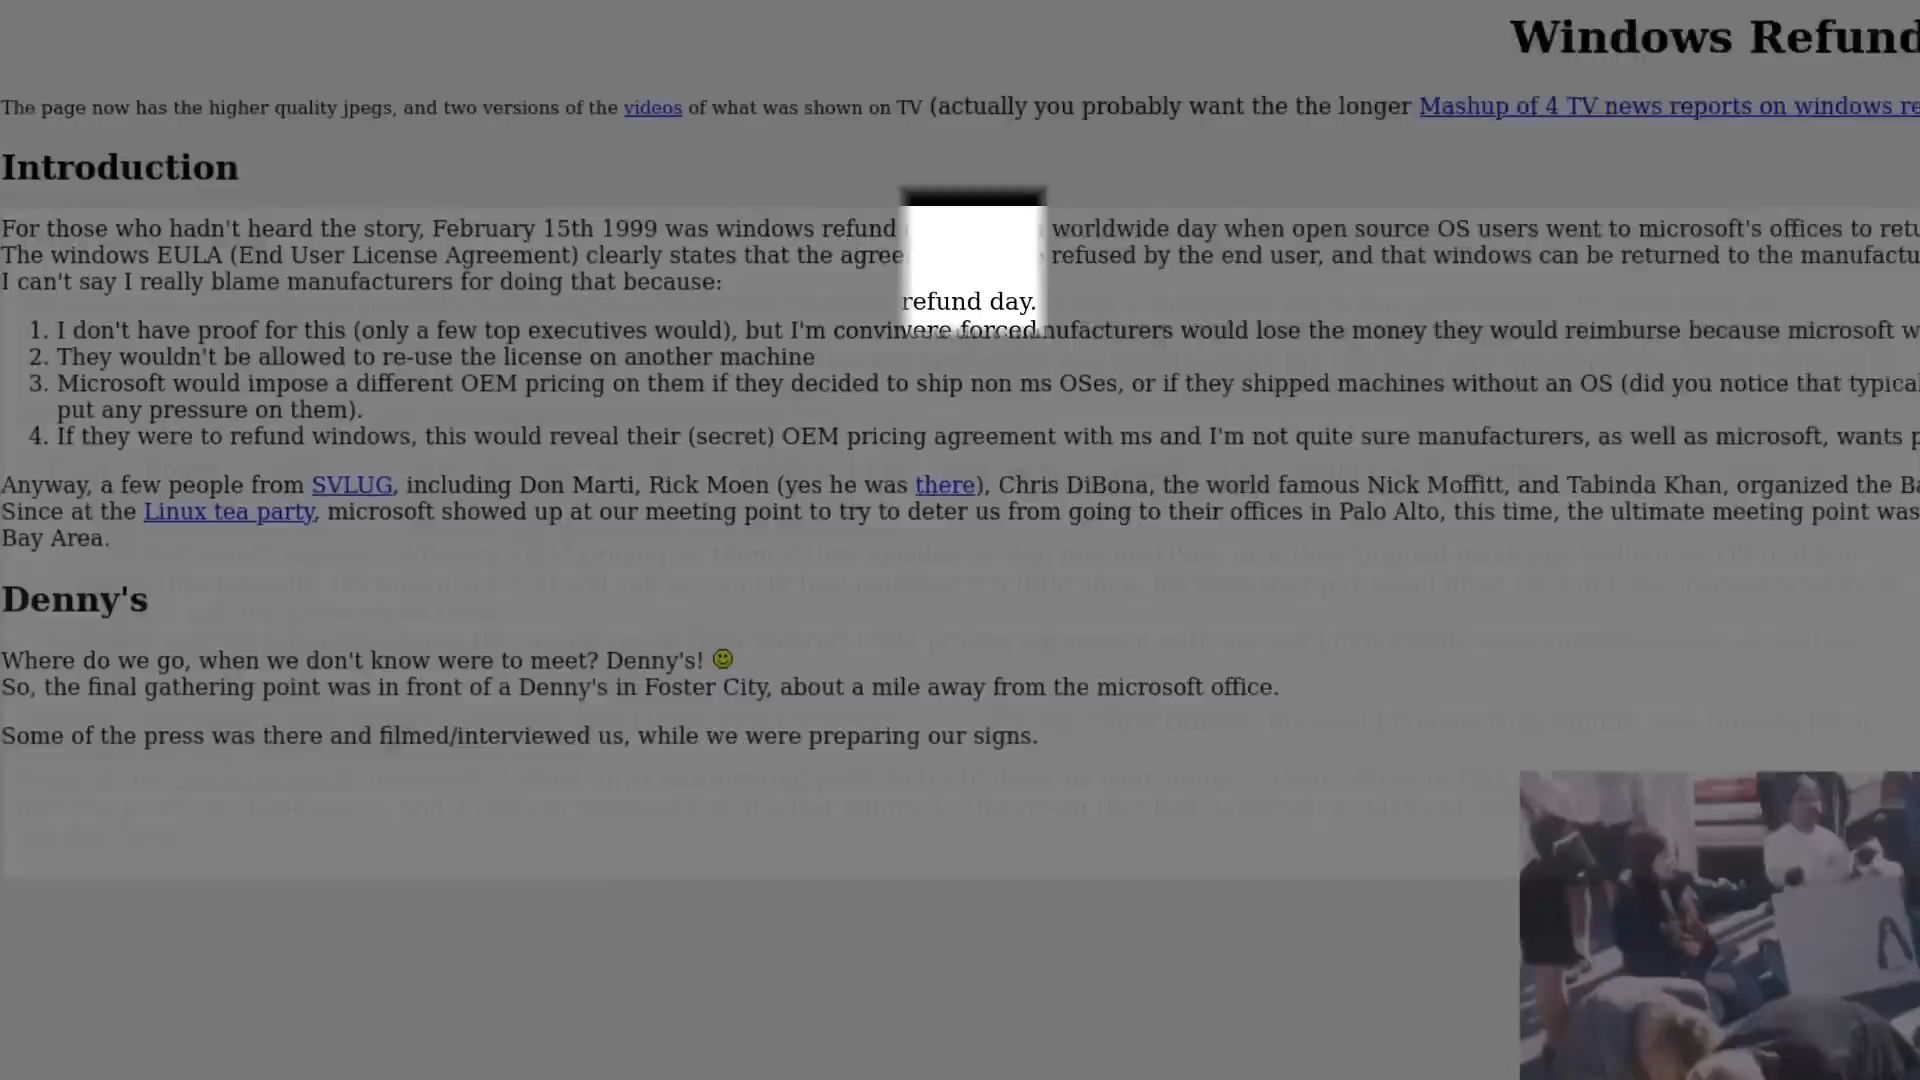 Windows Refund
The page now has the higher quality jpegs, and two versions of the videos of what was shown on TV (actually you probably want the the longer Mashup of 4 TV news reports on windows re
Introduction
For those who hadn't heard the story, February 15th 1999 was windows refund worldwide day when open source OS users went to microsoft's offices to retu
The windows EULA (End User License Agreement) clearly states that the agree refused by the end user, and that windows can be returned to the manufactu
I can't say I really blame manufacturers for doing that because:
refund day.
1. I don't have proof for this (only a few top executives would), but I'm convin were forced nufacturers would lose the money they would reimburse because microsoft w
2. They wouldn't be allowed to re-use the license on another machine
3. Microsoft would impose a different OEM pricing on them if they decided to ship non ms OSes, or if they shipped machines without an OS (did you notice that typical
put any pressure on them).
4. If they were to refund windows, this would reveal their (secret) OEM pricing agreement with ms and I'm not quite sure manufacturers, as well as microsoft, wants p
Anyway, a few people from SVLUG, including Don Marti, Rick Moen (yes he was there), Chris DiBona, the world famous Nick Moffitt, and Tabinda Khan, organized the Ba
Since at the Linux tea party, microsoft showed up at our meeting point to try to deter us from going to their offices in Palo Alto, this time, the ultimate meeting point was
Bay Area.
Denny's
Where do we go, when we don't know were to meet? Denny's!
So, the final gathering point was in front of a Denny's in Foster City, about a mile away from the microsoft office.
Some of the press was there and filmed/interviewed us, while we were preparing our signs.